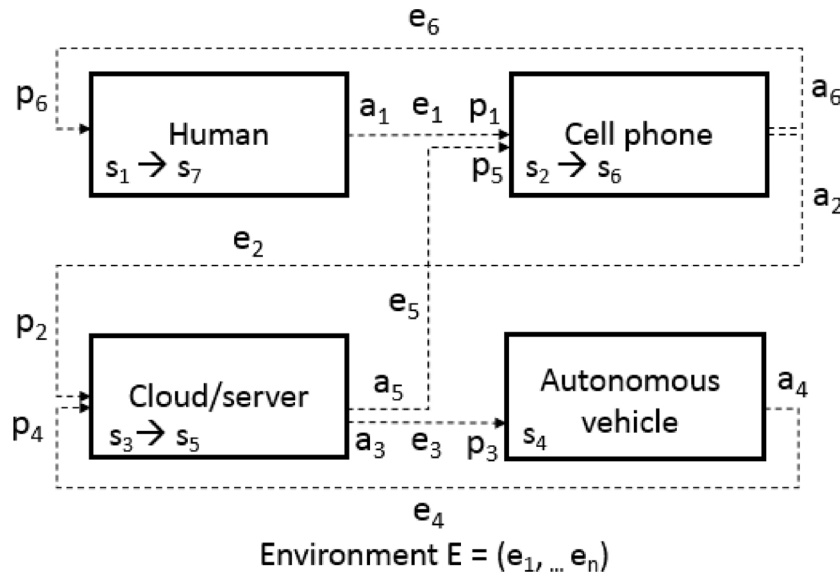 e₆
p₆
a₁ e₁ p₁
a₆
Human
Cell phone
s₁ → s₇
p₅
s₂ → s₆
a₂
e₂
p₂
e₅
a₅
a₄
Cloud/server
Autonomous
vehicle
p₄
s₃ → s₅
a₃ e₃ p₃
s₄
e₄
Environment E = (e₁, ... eₙ)